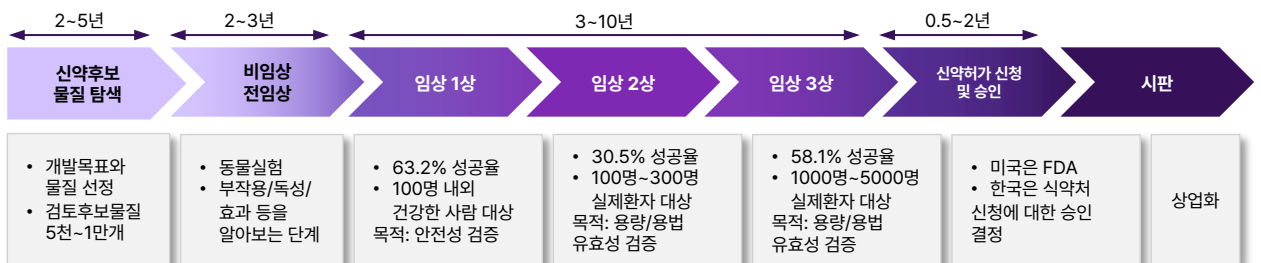 2~5년
2~3년
3~10년
0.5~2년
신약후보
물질 탐색
비임상
전임상
임상 1상
임상 2상
임상 3상
신약허가 신청
및 승인
시판
• 개발목표와
물질 선정
• 검토후보물질
5천~1만개
• 동물실험
• 부작용/독성/
효과 등을
알아보는 단계
• 63.2% 성공율
• 100명 내외
건강한 사람 대상
목적: 안전성 검증
• 30.5% 성공율
• 100명~300명
실제환자 대상
목적: 용량/용법
유효성 검증
• 58.1% 성공율
• 1000명~5000명
실제환자 대상
목적: 용량/용법
유효성 검증
• 미국은 FDA
• 한국은 식약처
신청에 대한 승인
결정
상업화